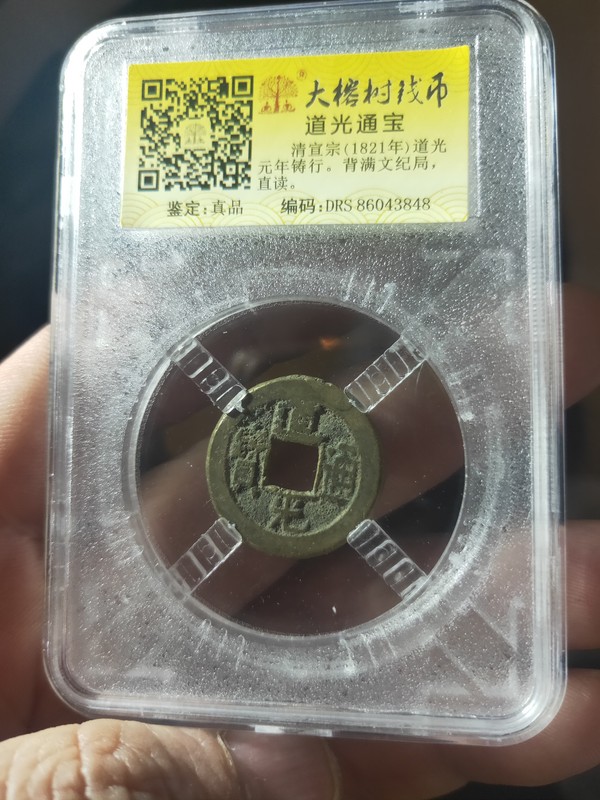 大榕树钱币
道光通宝
清宣宗(1821年)道光
元年铸行。背满文纪局,
直读。
鉴定:真品
编码:DRS 86043848
道光通寶